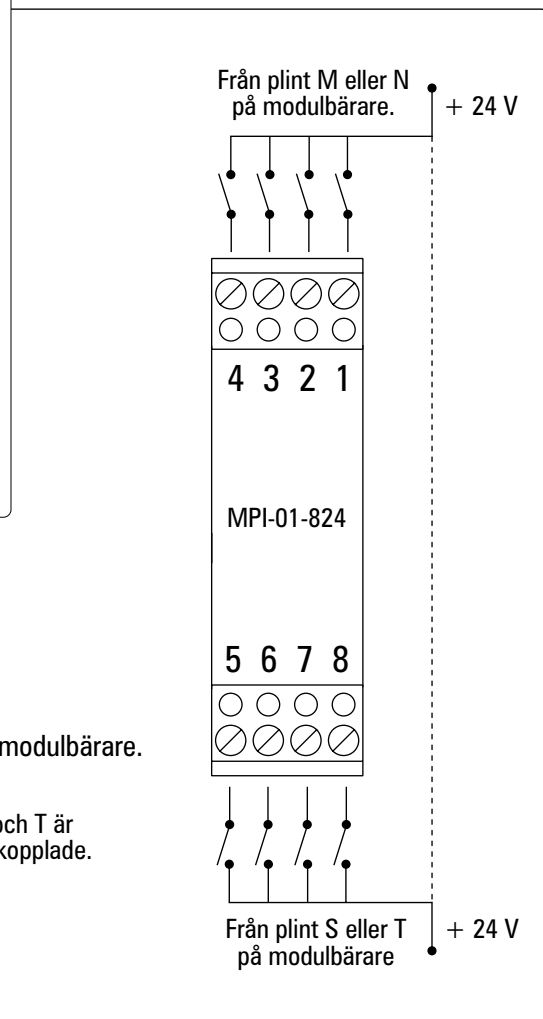 Från plint M eller N
på modulbärare.
+ 24 V
4 3 2 1
MPI-01-824
5 6 7 8
modulbärare.
och T är
kopplade.
Från plint S eller T
på modulbärare
+ 24 V